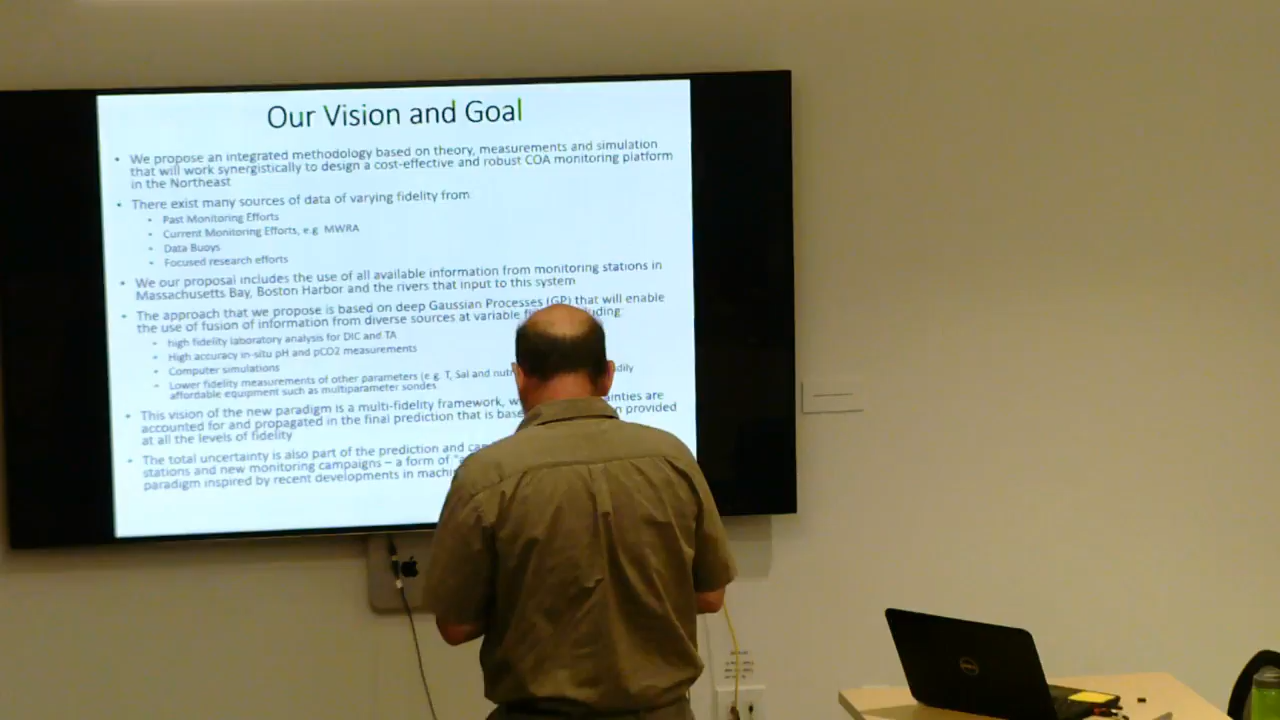 Our Vision and Goal
• We propose an integrated methodology based on theory, measurements and simulation
that will work synergistically to design a cost-effective and robust COA monitoring platform
in the Northeast
• There exist many sources of data of varying fidelity from
• Past Monitoring Efforts
• Current Monitoring Efforts, e.g MWRA
• Data Buoys
• Focused research efforts
• We our proposal includes the use of all available information from monitoring stations in
Massachusetts Bay, Boston Harbor and the rivers that input to this system
• The approach that we propose is based on deep Gaussian Processes (GP) that will enable
the use of fusion of information from diverse sources at variable
• high fidelity laboratory analysis for DIC and TA
• High accuracy in-situ pH and pCO2 measurements
• Computer simulations
• Lower fidelity measurements of other parameters (e.g. T, Sal and
affordable equipment such as multiparameter sondes
• This vision of the new paradigm is a multi-fidelity framework, are
accounted for and propagated in the final prediction that is provided
at all the levels of fidelity
• The total uncertainty is also part of the prediction and
stations and new monitoring campaigns – a form of
paradigm inspired by recent developments in
DELL